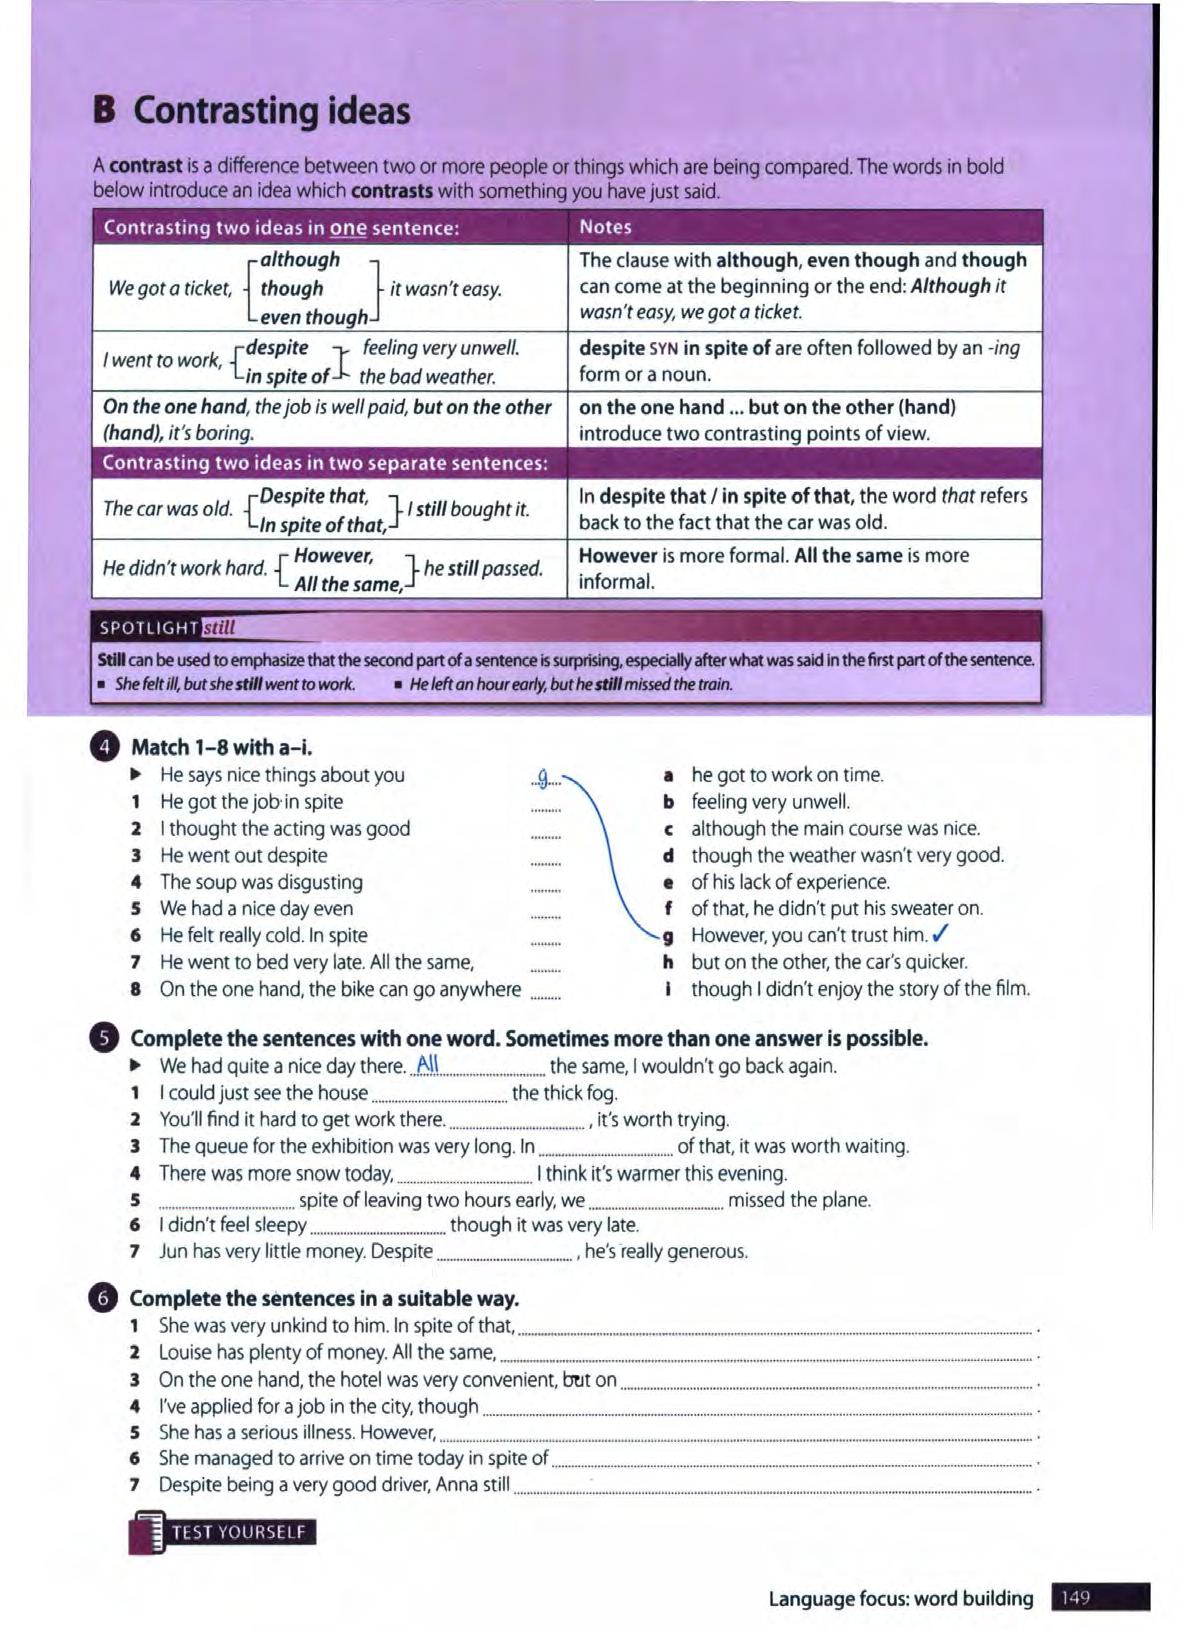 B Contrasting ideas
A contrast is a difference between two or more people or things which are being compared. The words in bold
below introduce an idea which contrasts with something you have just said.
Contrasting two ideas in one sentence:
Notes
We got a ticket, although though even though it wasn't easy.
The clause with although, even though and though
can come at the beginning or the end: Although it
wasn't easy, we got a ticket.
I went to work, despite in spite of feeling very unwell. the bad weather.
despite SYN in spite of are often followed by an -ing
form or a noun.
On the one hand, the job is well paid, but on the other
(hand), it's boring.
on the one hand ... but on the other (hand)
introduce two contrasting points of view.
Contrasting two ideas in two separate sentences:
The car was old. Despite that, In spite of that, I still bought it.
In despite that / in spite of that, the word that refers
back to the fact that the car was old.
He didn't work hard. However, All the same, he still passed.
However is more formal. All the same is more
informal.
SPOTLIGHT still
Still can be used to emphasize that the second part of a sentence is surprising, especially after what was said in the first part of the sentence.
▪ She felt ill, but she still went to work. ▪ He left an hour early, but he still missed the train.
4 Match 1–8 with a–i.
► He says nice things about you ...g.... a he got to work on time.
1 He got the job in spite ......... b feeling very unwell.
2 I thought the acting was good ......... c although the main course was nice.
3 He went out despite ......... d though the weather wasn't very good.
4 The soup was disgusting ......... e of his lack of experience.
5 We had a nice day even ......... f of that, he didn't put his sweater on.
6 He felt really cold. In spite ......... g However, you can't trust him. ✓
7 He went to bed very late. All the same, ......... h but on the other, the car's quicker.
8 On the one hand, the bike can go anywhere ......... i though I didn't enjoy the story of the film.
5 Complete the sentences with one word. Sometimes more than one answer is possible.
► We had quite a nice day there. ...All.............. the same, I wouldn't go back again.
1 I could just see the house .................... the thick fog.
2 You'll find it hard to get work there. ...................., it's worth trying.
3 The queue for the exhibition was very long. In .................... of that, it was worth waiting.
4 There was more snow today, .................... I think it's warmer this evening.
5 .................... spite of leaving two hours early, we .................... missed the plane.
6 I didn't feel sleepy .................... though it was very late.
7 Jun has very little money. Despite ...................., he's really generous.
6 Complete the sentences in a suitable way.
1 She was very unkind to him. In spite of that, .................... .
2 Louise has plenty of money. All the same, .................... .
3 On the one hand, the hotel was very convenient, but on .................... .
4 I've applied for a job in the city, though .................... .
5 She has a serious illness. However, .................... .
6 She managed to arrive on time today in spite of .................... .
7 Despite being a very good driver, Anna still .................... .
TEST YOURSELF
Language focus: word building 149